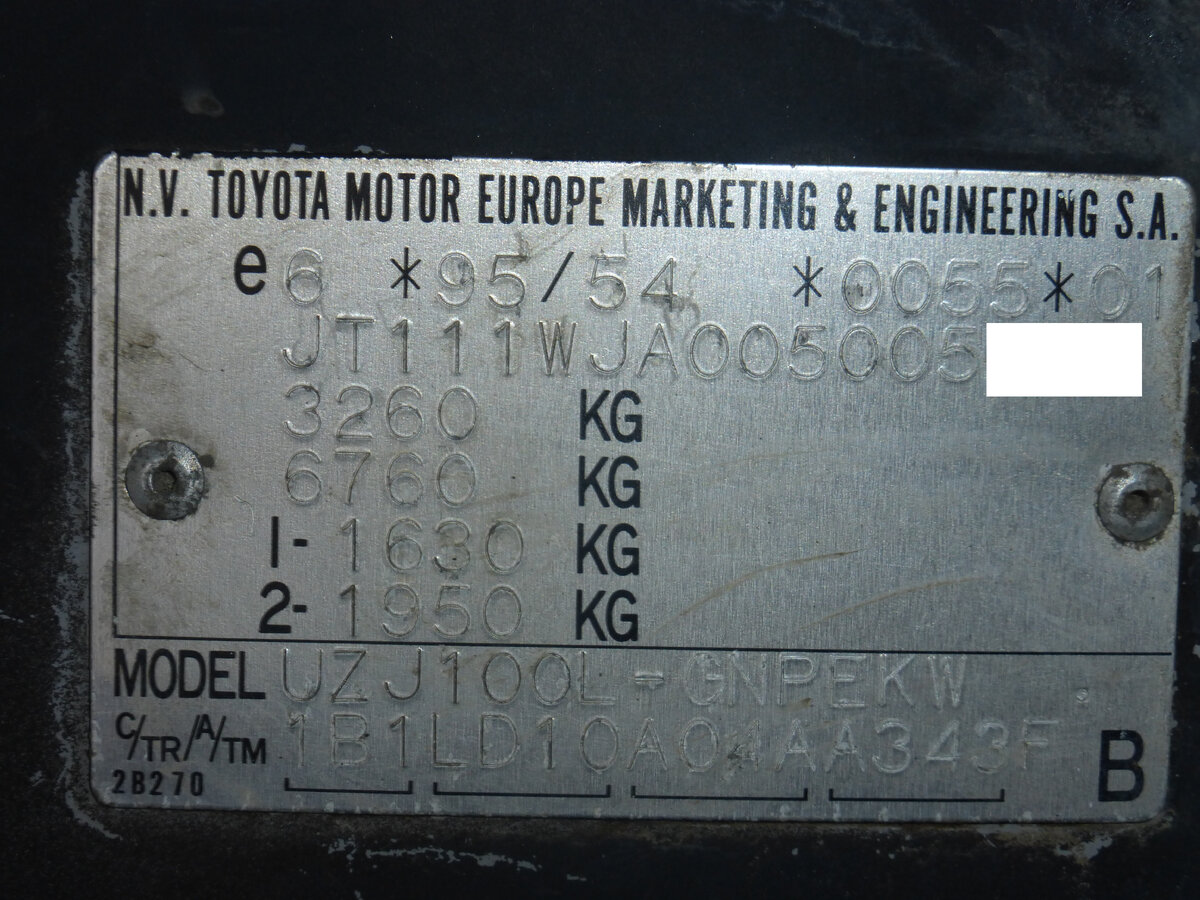 N.V. TOYOTA MOTOR EUROPE MARKETING & ENGINEERING S.A.
e6 *95/54 *0055*01
JT111WJA005005
3260 KG
6760 KG
1- 1630 KG
2- 1950 KG
MODEL UZJ100L-GNPEKW
C/TR/A/TM 1B1LD10A01AA343F
2B270 B